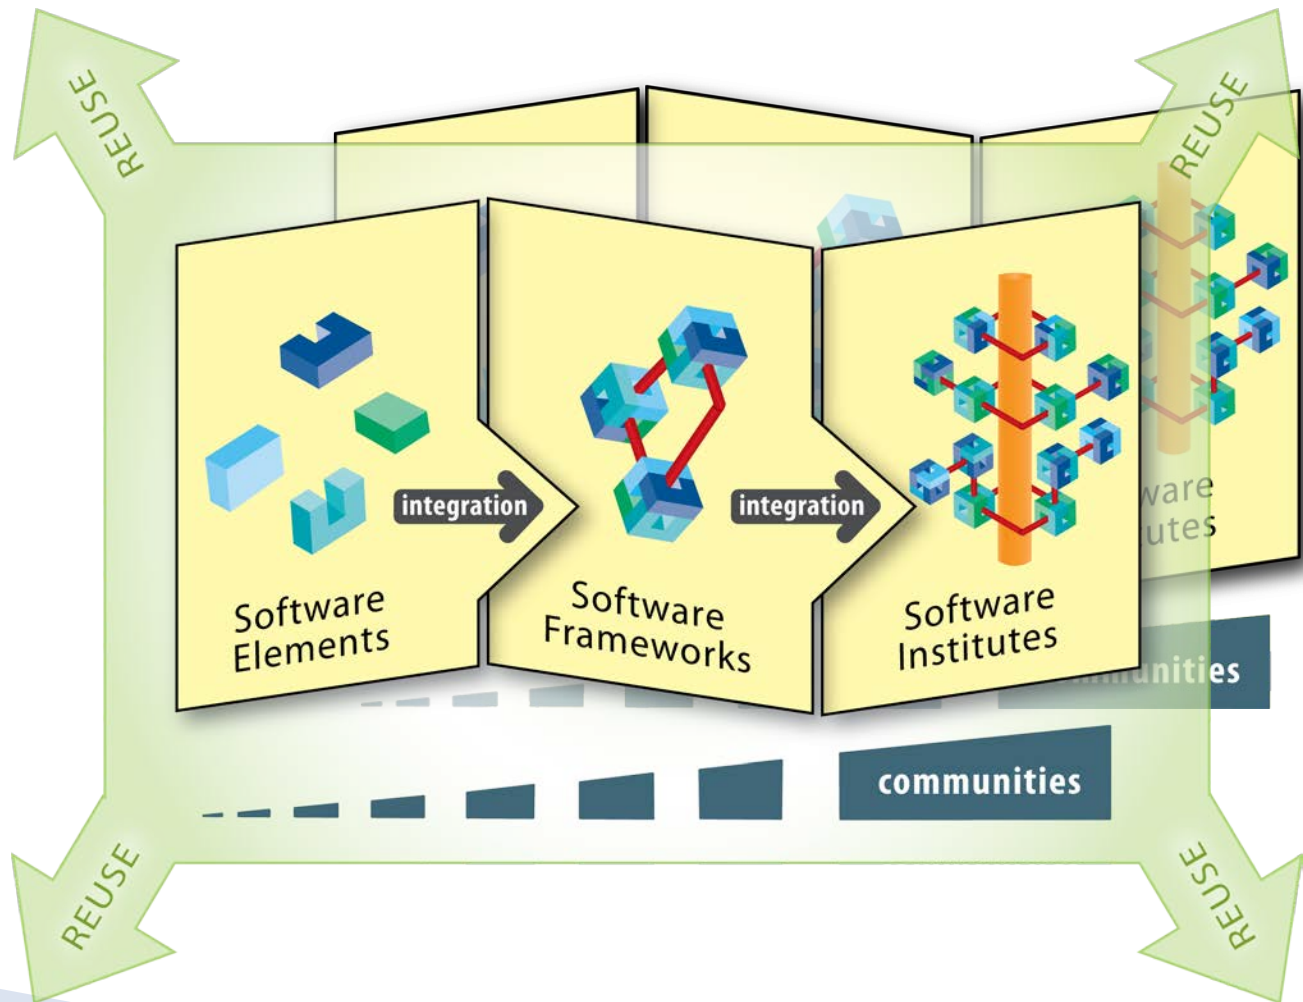 REUSE
REUSE
integration
integration
Software
Elements
Software
Frameworks
Software
Institutes
communities
REUSE
REUSE